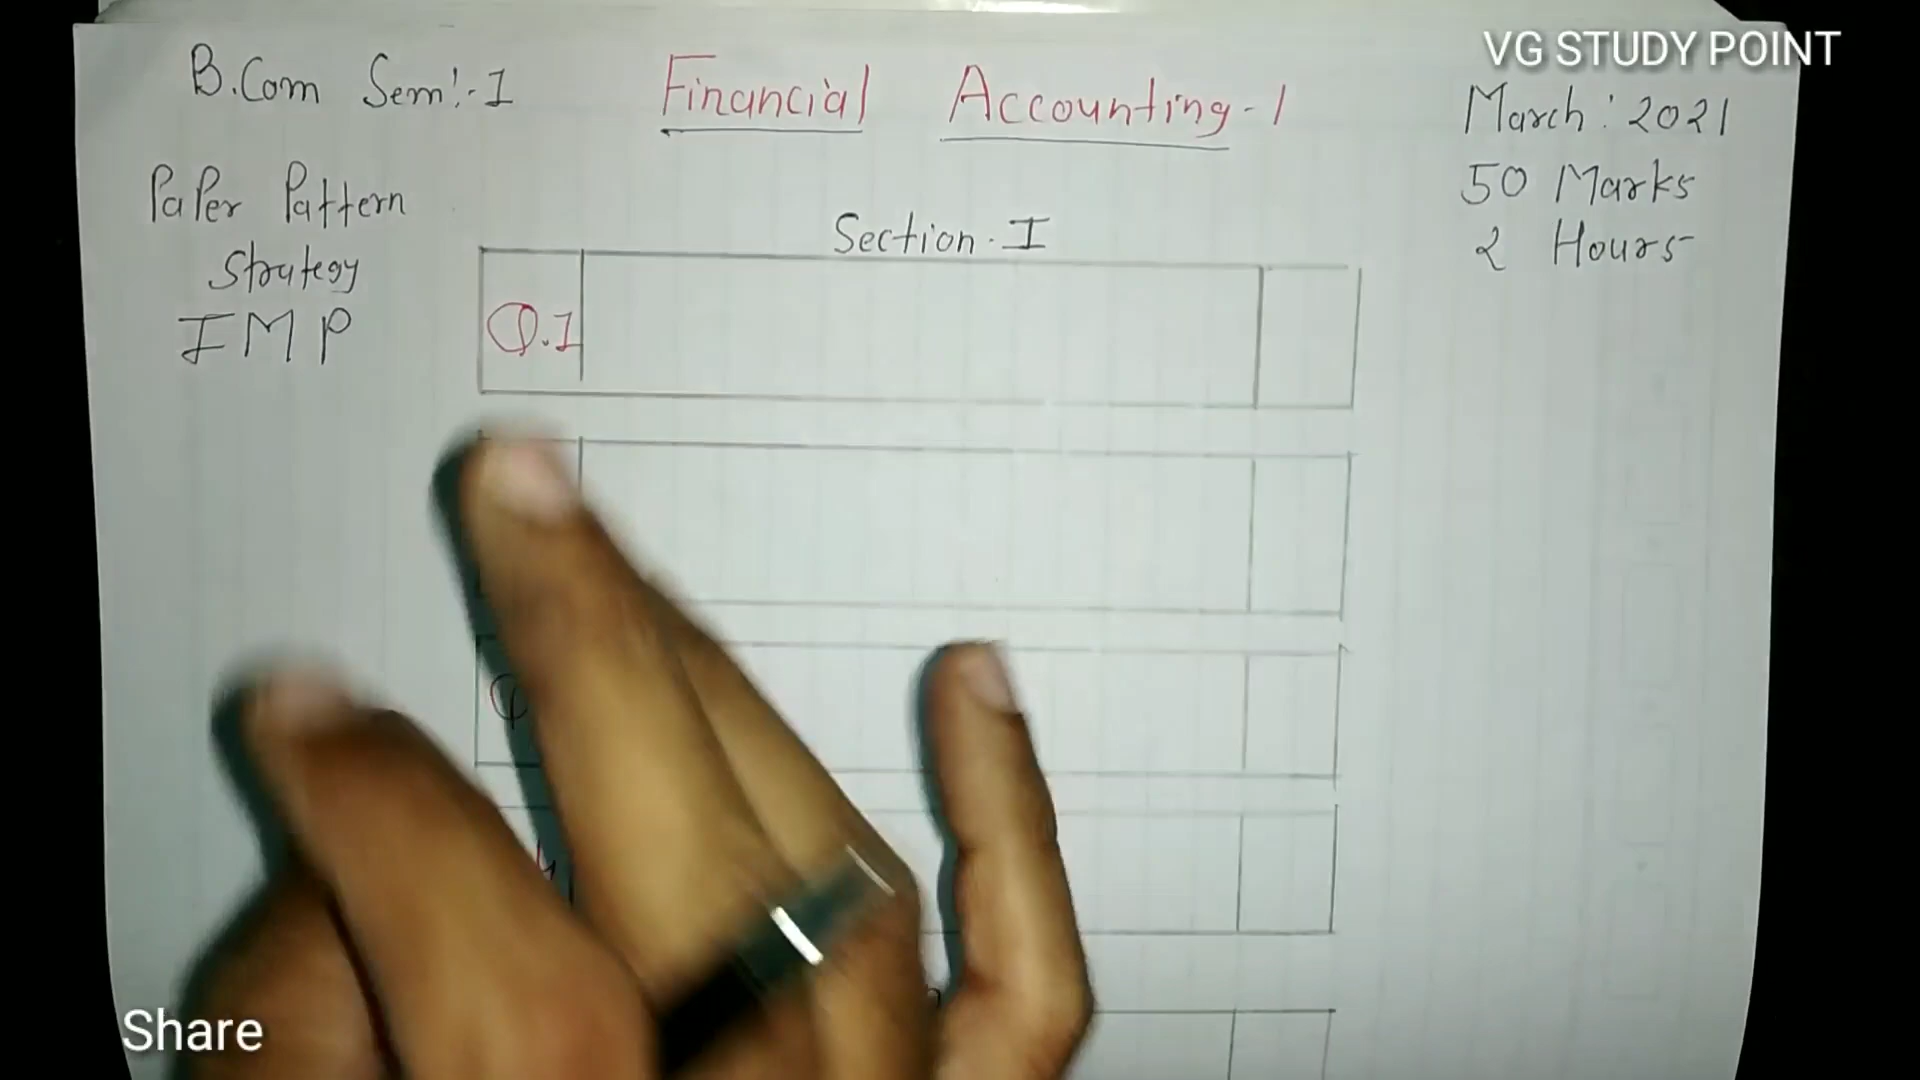 VG STUDY POINT
B.Com Sem:-I Financial Accounting-1 March: 2021
Paper Pattern 50 Marks
Strategy Section-I 2 Hours
IMP
Q.1
Share